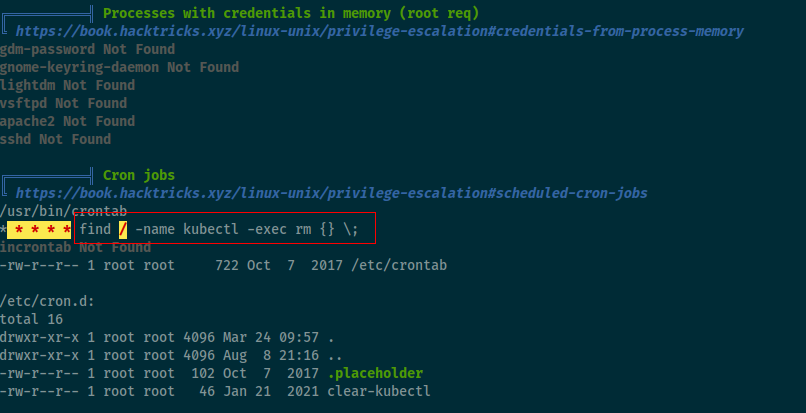 Processes with credentials in memory (root req)
https://book.hacktricks.xyz/linux-unix/privilege-escalation#credentials-from-process-memory
gdm-password Not Found
gnome-keyring-daemon Not Found
lightdm Not Found
vsftpd Not Found
apache2 Not Found
sshd Not Found
Cron jobs
https://book.hacktricks.xyz/linux-unix/privilege-escalation#scheduled-cron-jobs
/usr/bin/crontab
* * * * * find / -name kubectl -exec rm {} \;
incrontab Not Found
-rw-r--r-- 1 root root     722 Oct  7  2017 /etc/crontab
/etc/cron.d:
total 16
drwxr-xr-x 1 root root 4096 Mar 24 09:57 .
drwxr-xr-x 1 root root 4096 Aug  8 21:16 ..
-rw-r--r-- 1 root root  102 Oct  7  2017 .placeholder
-rw-r--r-- 1 root root   46 Jan 21  2021 clear-kubectl